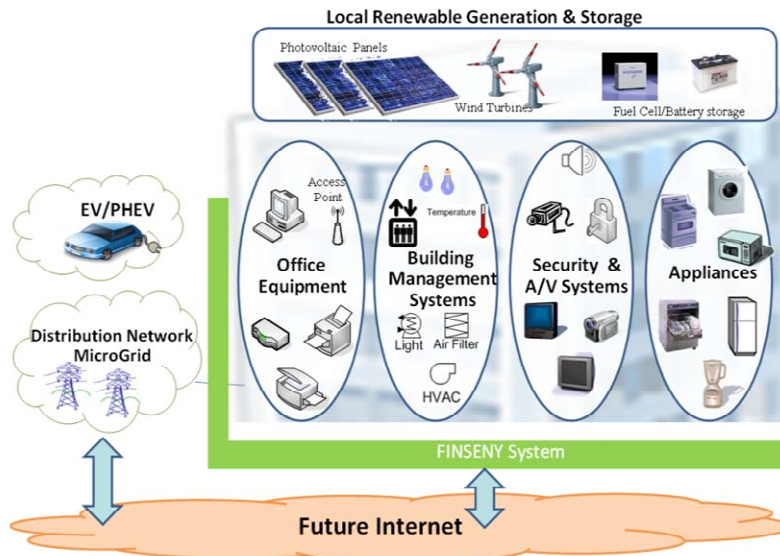 Local Renewable Generation & Storage
Photovoltaic Panels
Wind Turbines
Fuel Cell/Battery storage
EV/PHEV
Distribution Network
MicroGrid
Access
Point
Office
Equipment
Temperature
Building
Management
Systems
Light
Air Filter
HVAC
Security &
A/V Systems
Appliances
FINSENY System
Future Internet